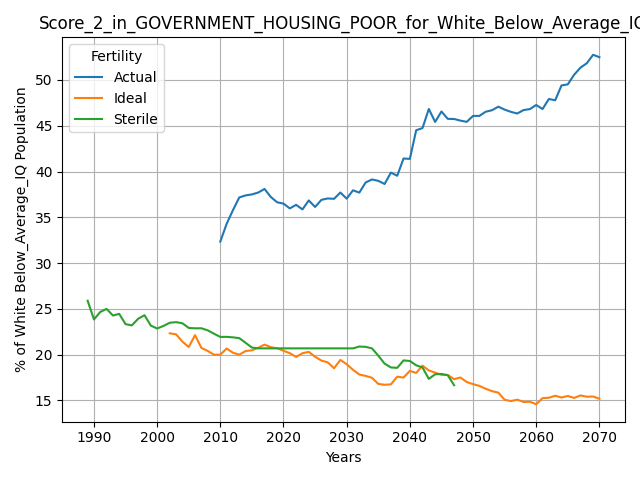 Score_2_in_GOVERNMENT_HOUSING_POOR_for_White_Below_Average_IQ
Fertility
Actual
Ideal
Sterile
% of White Below_Average_IQ Population
50
45
40
35
30
25
20
15
1990 2000 2010 2020 2030 2040 2050 2060 2070
Years